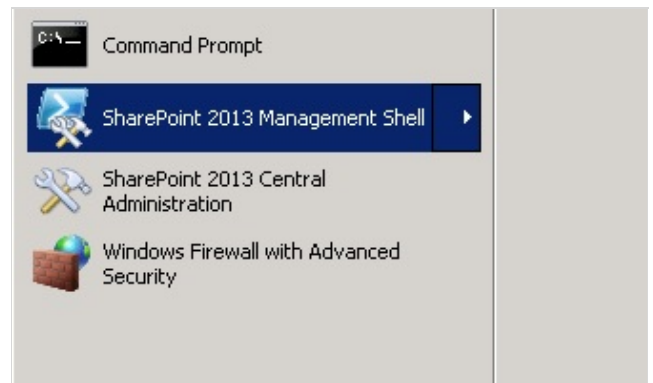 C:\_
Command Prompt
SharePoint 2013 Management Shell
SharePoint 2013 Central
Administration
Windows Firewall with Advanced
Security